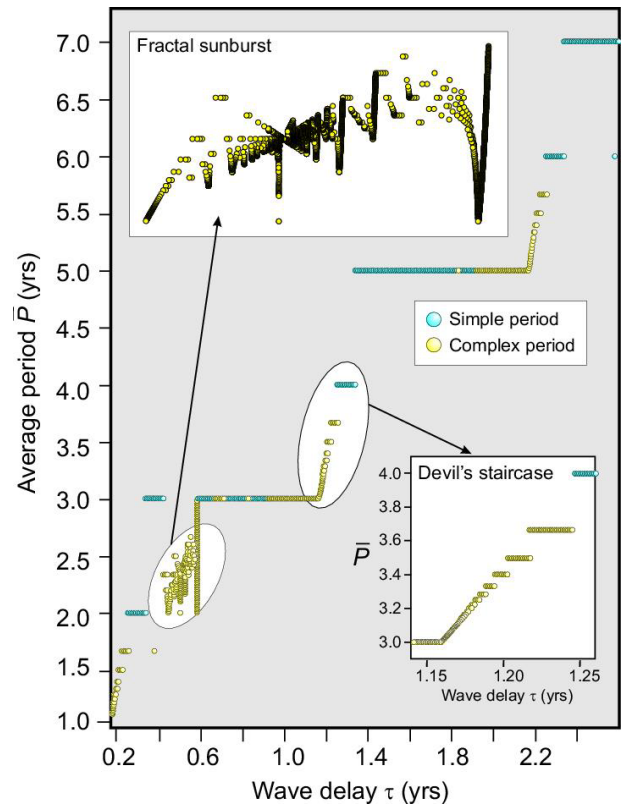 Fractal sunburst
7.0
6.5
6.0
5.5
5.0
4.5
4.0
3.5
3.0
2.5
2.0
1.5
1.0
Average period P̅ (yrs)
Simple period
Complex period
Devil's staircase
4.0
3.8
3.6
3.4
3.2
3.0
P̅
1.15 1.20 1.25
Wave delay τ (yrs)
0.2 0.6 1.0 1.4 1.8 2.2
Wave delay τ (yrs)